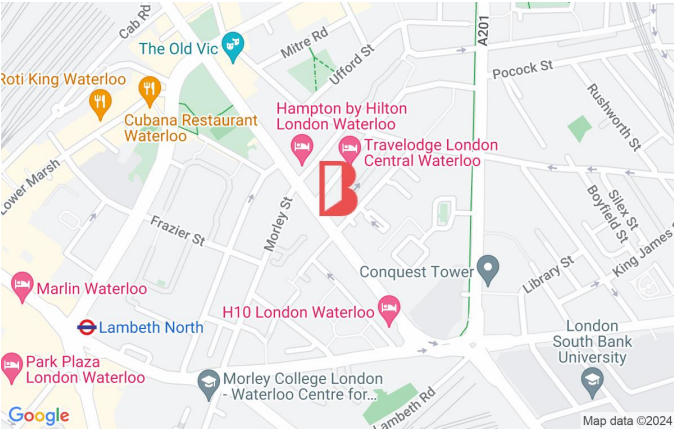 Cab Rd
The Old Vic
Mitre Rd
Ufford St
A201
Pocock St
Roti King Waterloo
Cubana Restaurant
Waterloo
Hampton by Hilton
London Waterloo
Travelodge London
Central Waterloo
Rushworth St
Lower Marsh
Frazier St
Morley St
B
Silex St
Boyfield St
King James St
Conquest Tower
Library St
Marlin Waterloo
H10 London Waterloo
Lambeth North
London
South Bank
University
Park Plaza
London Waterloo
Morley College London
- Waterloo Centre for...
Lambeth Rd
Google
Map data ©2024